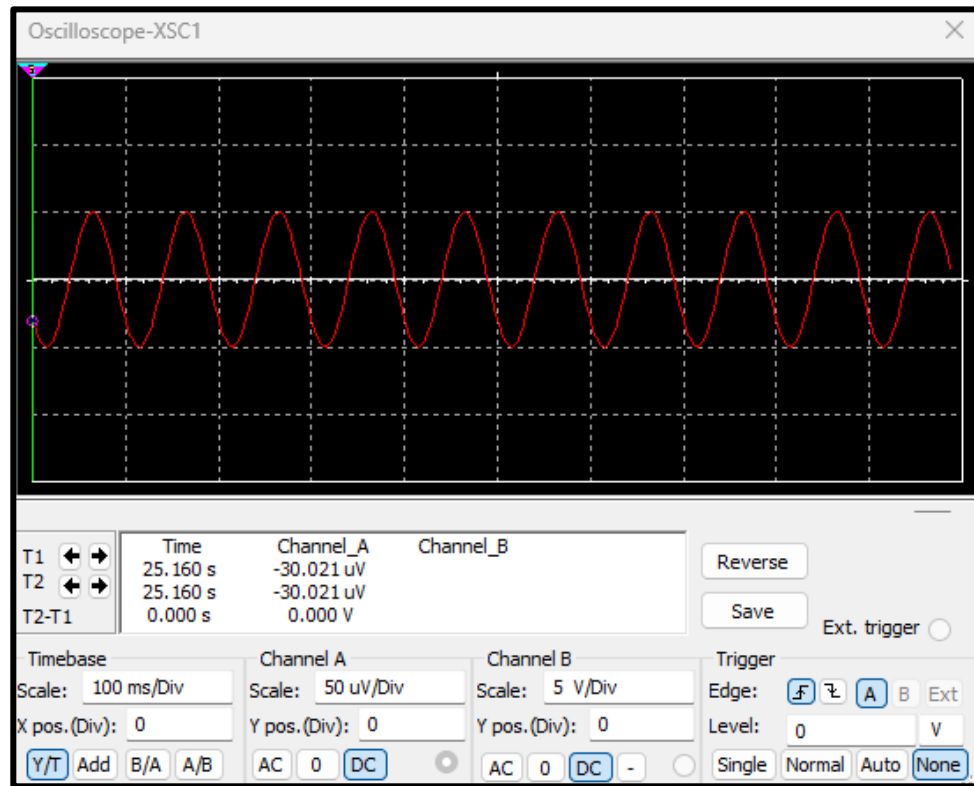 Oscilloscope-XSC1
Time Channel_A Channel_B
T1 25.160 s -30.021 uV
T2 25.160 s -30.021 uV
T2-T1 0.000 s 0.000 V
Reverse
Save
Ext. trigger
Timebase
Scale: 100 ms/Div
X pos.(Div): 0
Y/T Add B/A A/B
Channel A
Scale: 50 uV/Div
Y pos.(Div): 0
AC 0 DC
Channel B
Scale: 5 V/Div
Y pos.(Div): 0
AC 0 DC -
Trigger
Edge: A B Ext
Level: 0 V
Single Normal Auto None